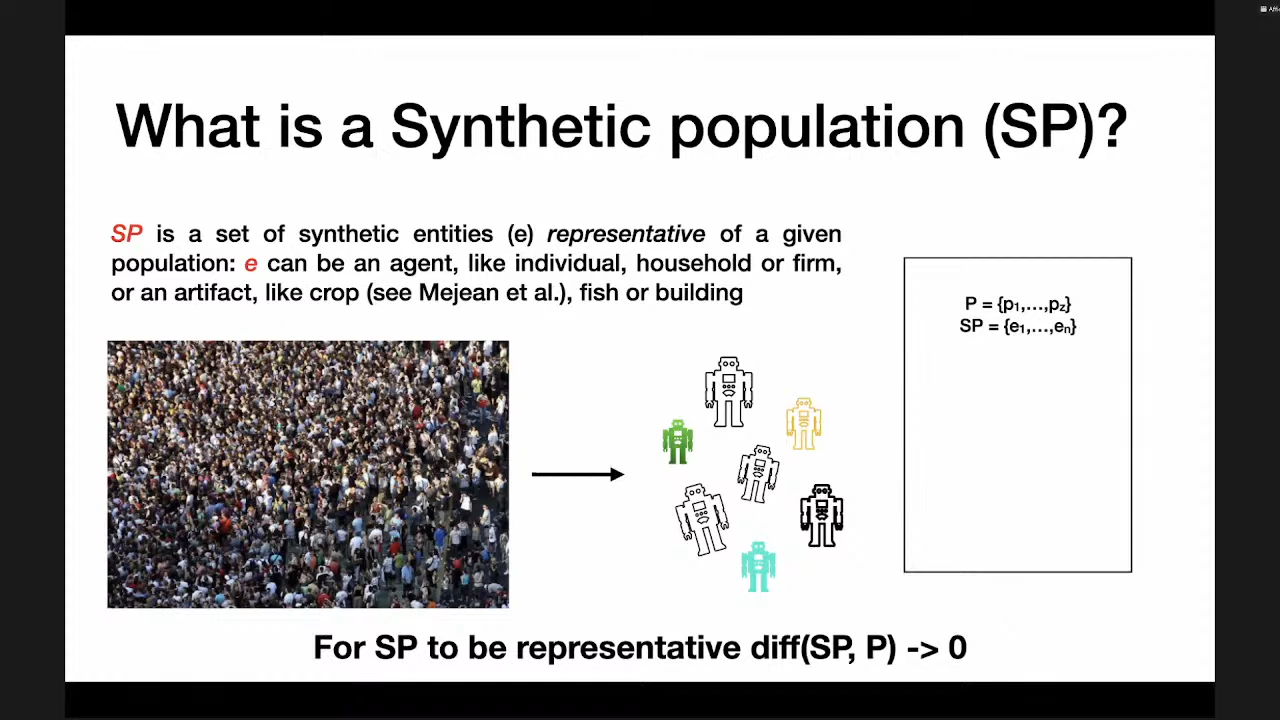 What is a Synthetic population (SP)?
SP is a set of synthetic entities (e) representative of a given
population: e can be an agent, like individual, household or firm,
or an artifact, like crop (see Mejean et al.), fish or building
P = {p₁,…,p𝓏}
SP = {e₁,…,eₙ}
For SP to be representative diff(SP, P) -> 0